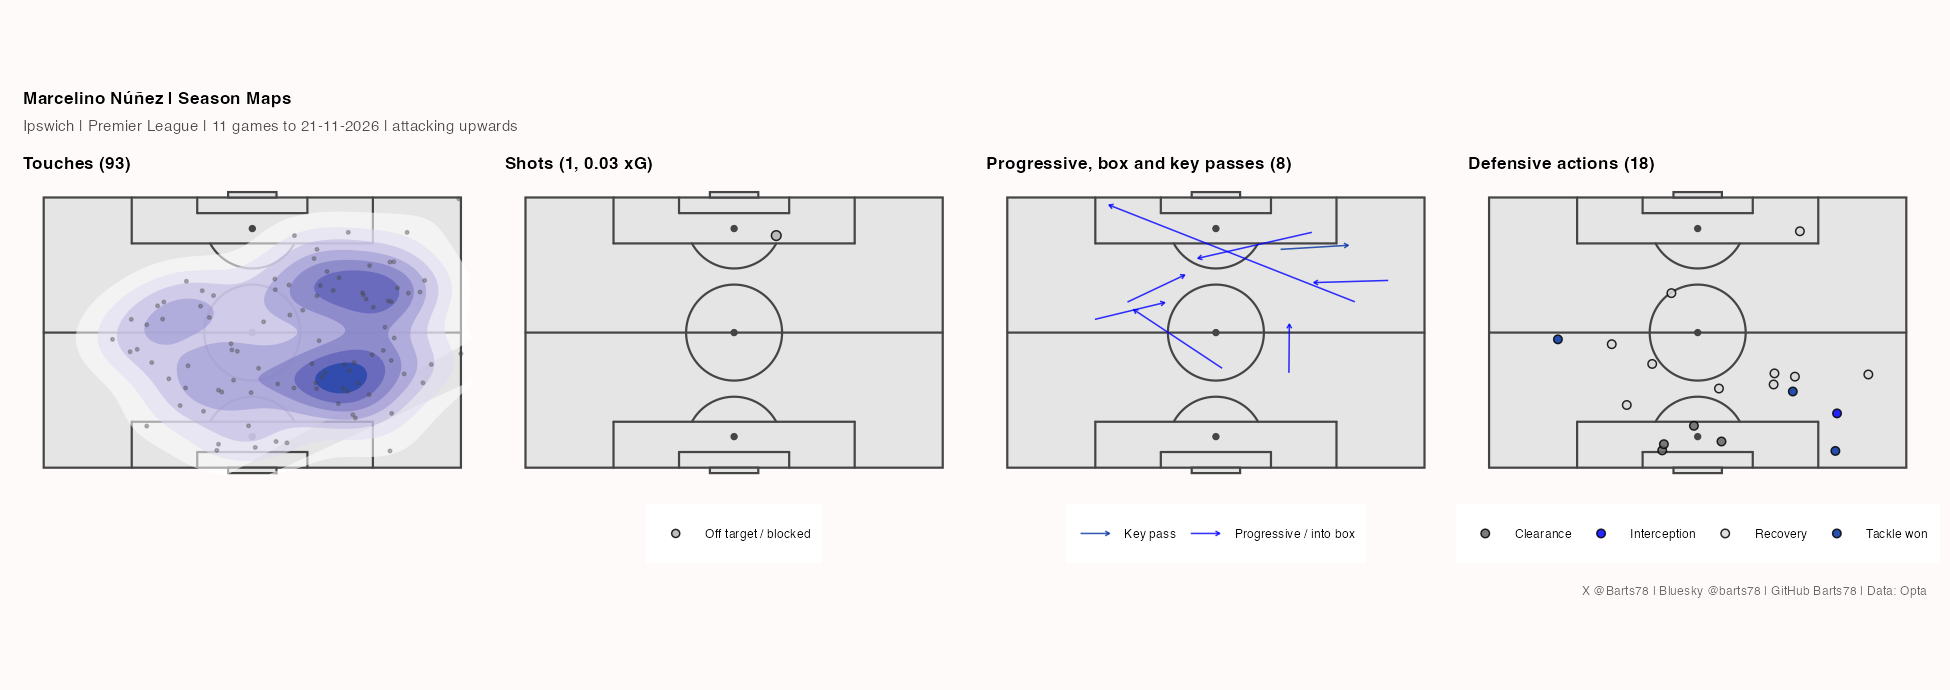 Marcelino Núñez | Season Maps
Ipswich | Premier League | 11 games to 21-11-2026 | attacking upwards
Touches (93)
Shots (1, 0.03 xG)
Progressive, box and key passes (8)
Defensive actions (18)
Off target / blocked
Key pass
Progressive / into box
Clearance
Interception
Recovery
Tackle won
X @Barts78 | Bluesky @barts78 | GitHub Barts78 | Data: Opta